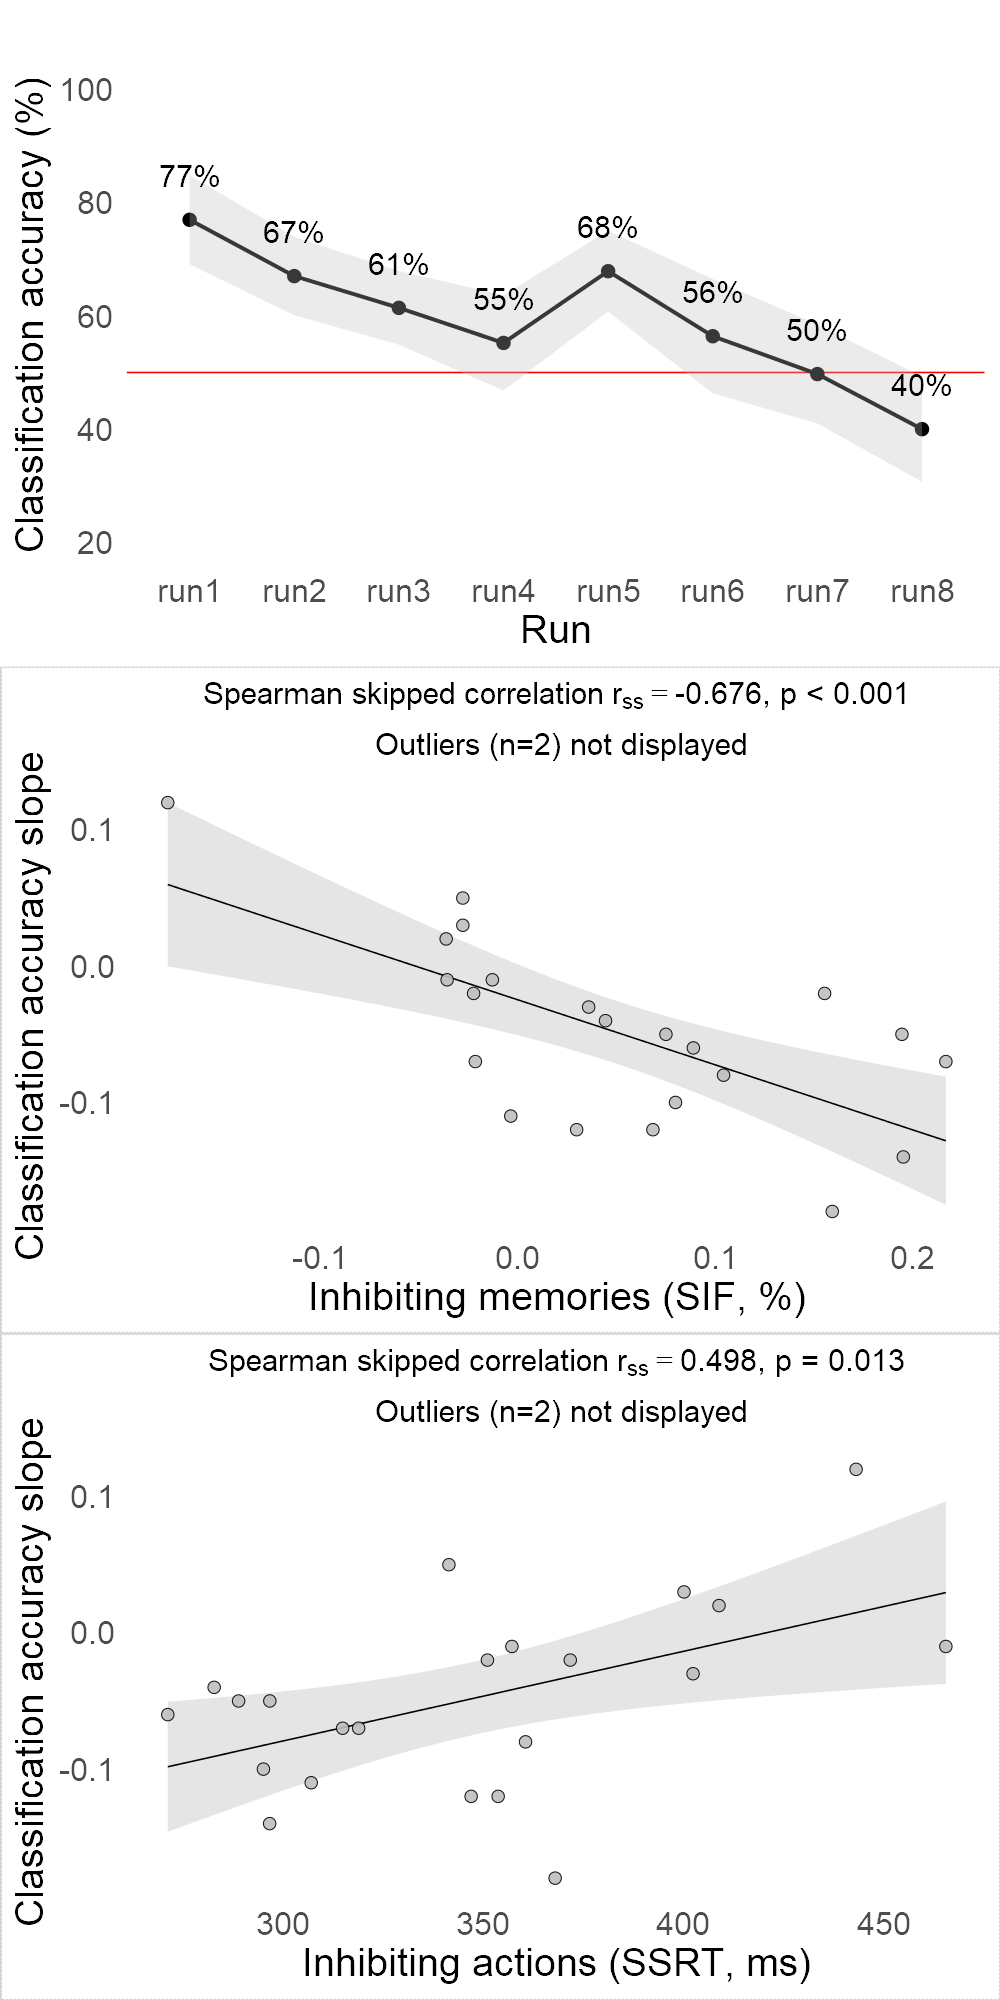 Classification accuracy (%)
100
80
60
40
20
77%
67%
61%
55%
68%
56%
50%
40%
run1 run2 run3 run4 run5 run6 run7 run8
Run
Spearman skipped correlation rss = -0.676, p < 0.001
Outliers (n=2) not displayed
Classification accuracy slope
0.1
0.0
-0.1
-0.1 0.0 0.1 0.2
Inhibiting memories (SIF, %)
Spearman skipped correlation rss = 0.498, p = 0.013
Outliers (n=2) not displayed
Classification accuracy slope
0.1
0.0
-0.1
300 350 400 450
Inhibiting actions (SSRT, ms)